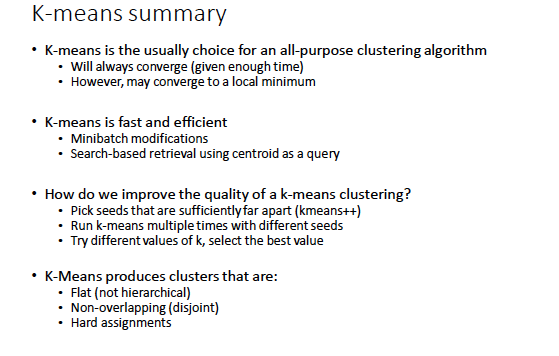 K-means summary
• K-means is the usually choice for an all-purpose clustering algorithm
• Will always converge (given enough time)
• However, may converge to a local minimum
• K-means is fast and efficient
• Minibatch modifications
• Search-based retrieval using centroid as a query
• How do we improve the quality of a k-means clustering?
• Pick seeds that are sufficiently far apart (kmeans++)
• Run k-means multiple times with different seeds
• Try different values of k, select the best value
• K-Means produces clusters that are:
• Flat (not hierarchical)
• Non-overlapping (disjoint)
• Hard assignments